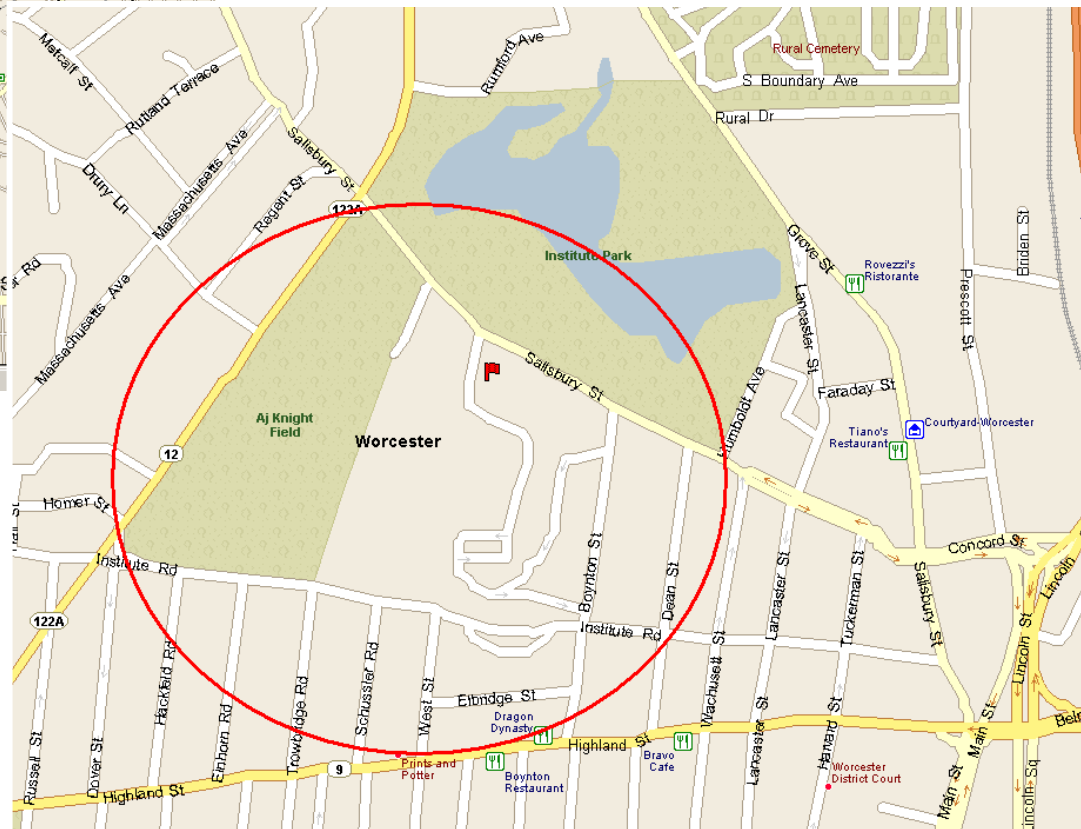 Metcalf St
Rutland Terrace
Rumford Ave
Rural Cemetery
S Boundary Ave
Rural Dr
Drury Ln
Massachusetts Ave
Salisbury St
Regent St
122A
Grove St
Briden St
Institute Park
Rovezzi's
Ristorante
Prescott St
Massachusetts Ave
Lancaster St
Salisbury St
Humboldt Ave
Faraday St
Aj Knight
Field
Worcester
Tiano's
Restaurant
Courtyard-Worcester
12
Homer St
Institute Rd
Concord St
Lincoln
Boynton St
Dean St
Lancaster St
Tuckerman St
Salisbury St
122A
Institute Rd
Lincoln St
Hackfeld Rd
Schussler Rd
West St
Wachusett St
Elbridge St
Trowbridge Rd
Einhorn Rd
Dragon
Dynasty
Highland St
Main St
Russell St
Dover St
9
Prints and
Potter
Boynton
Restaurant
Bravo
Cafe
Lancaster St
Harvard St
Worcester
District Court
Highland St
Main St